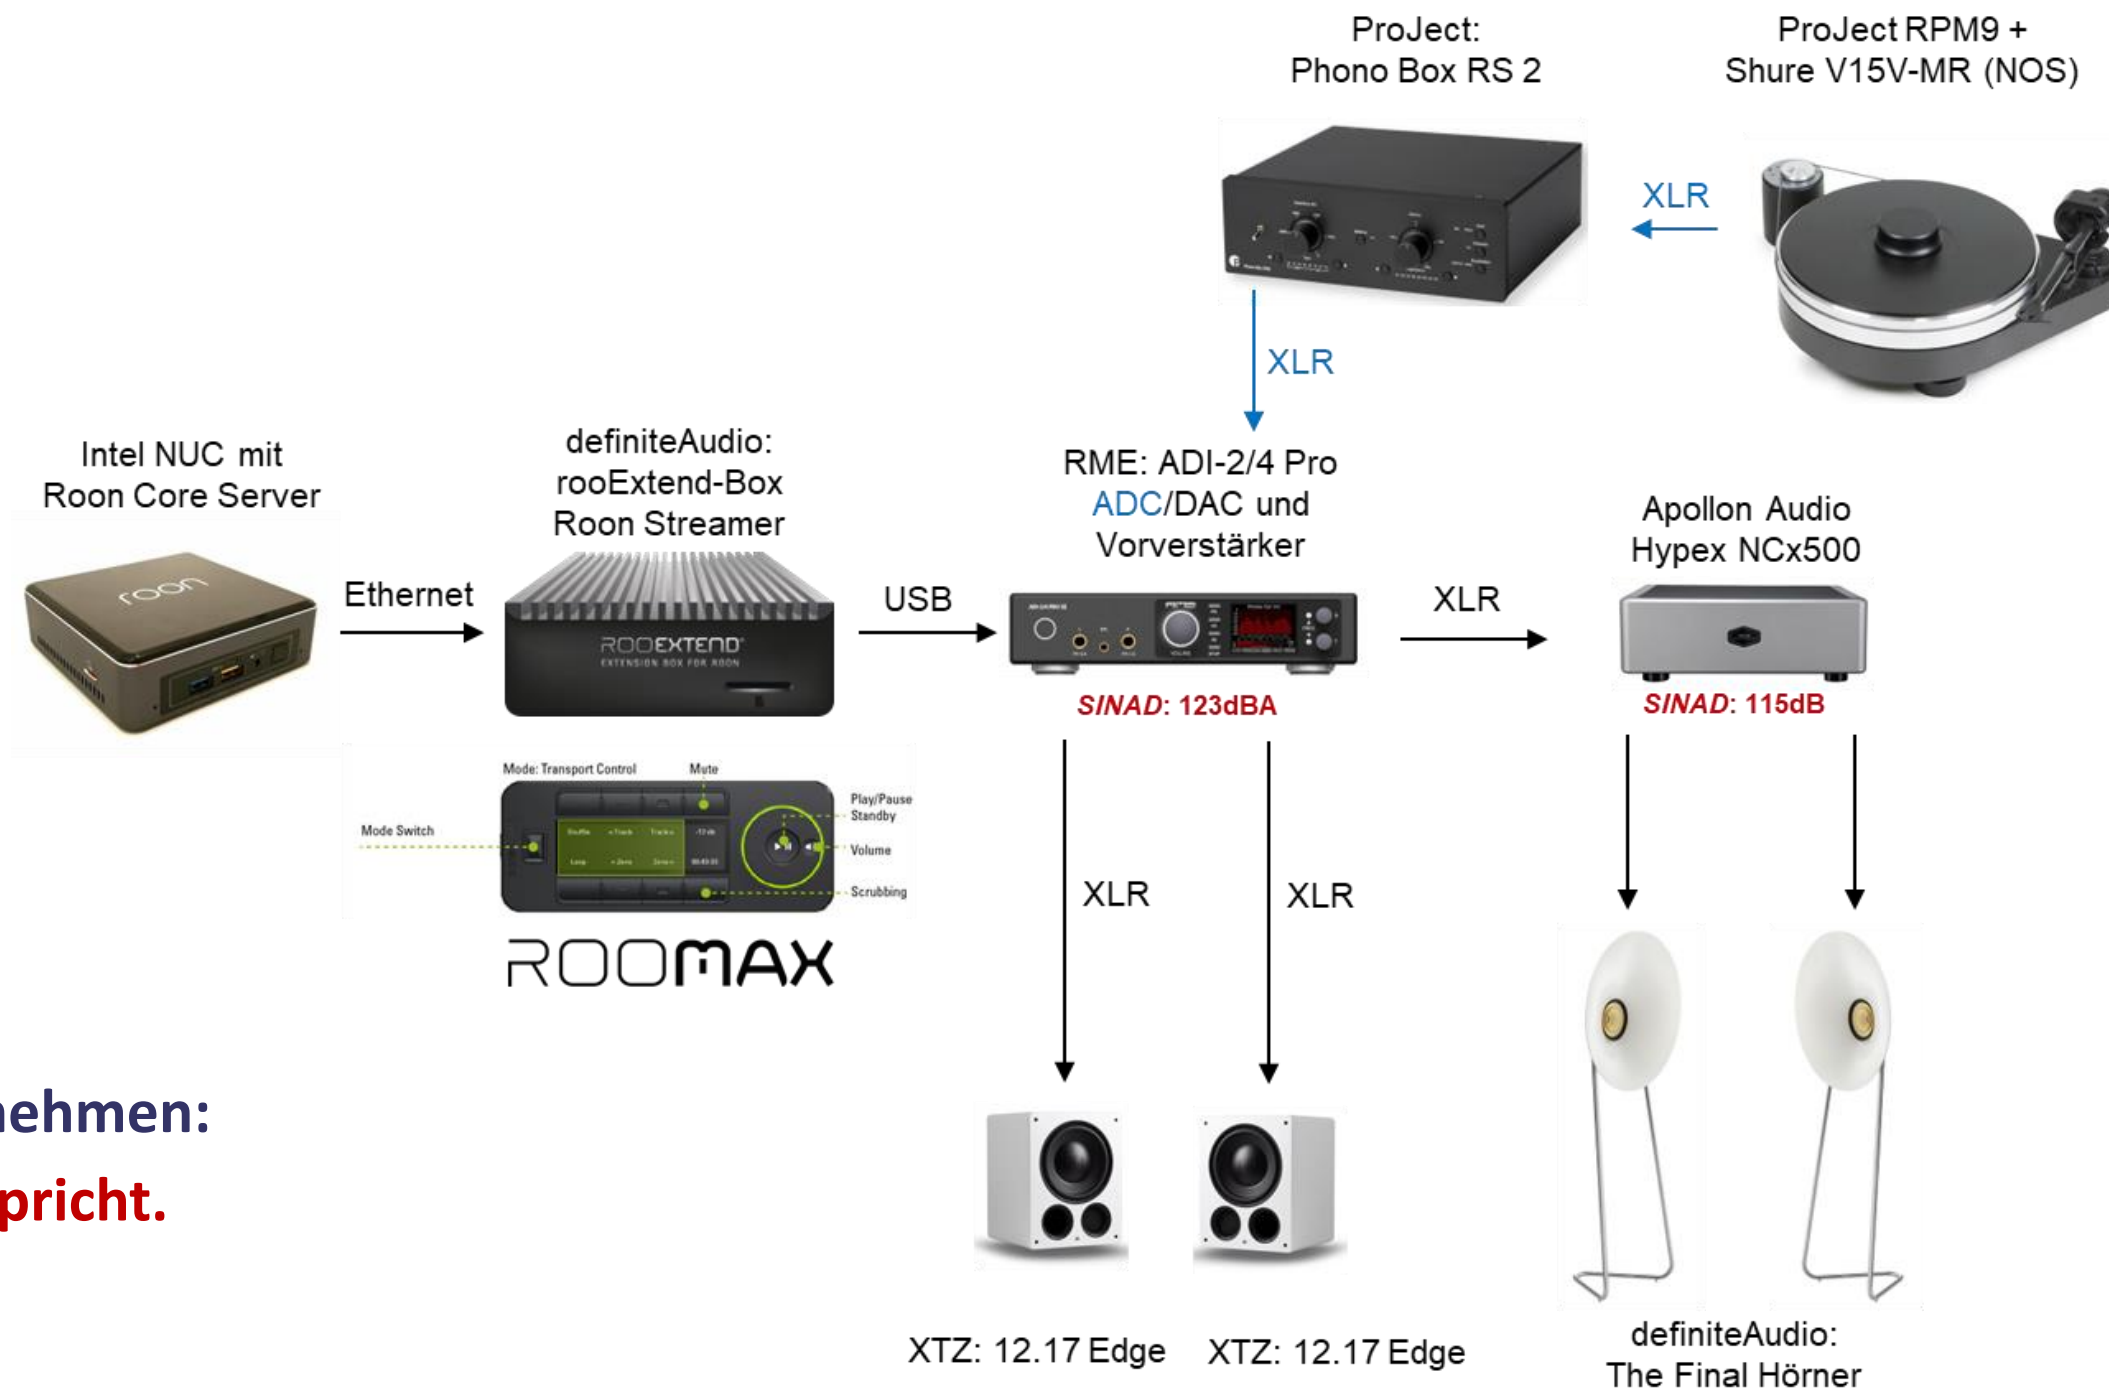 ProJect:
Phono Box RS 2
ProJect RPM9 +
Shure V15V-MR (NOS)
XLR
XLR
Intel NUC mit
Roon Core Server
roon
Ethernet
definiteAudio:
rooExtend-Box
Roon Streamer
ROOEXTEND
EXTENSION BOX FOR ROON
USB
RME: ADI-2/4 Pro
ADC/DAC und
Vorverstärker
SINAD: 123dBA
XLR
Apollon Audio
Hypex NCx500
SINAD: 115dB
Mode: Transport Control
Mute
Mode Switch
Play/Pause
Standby
Volume
Scrubbing
ROOMAX
XLR
XLR
nehmen:
pricht.
XTZ: 12.17 Edge
XTZ: 12.17 Edge
definiteAudio:
The Final Hörner